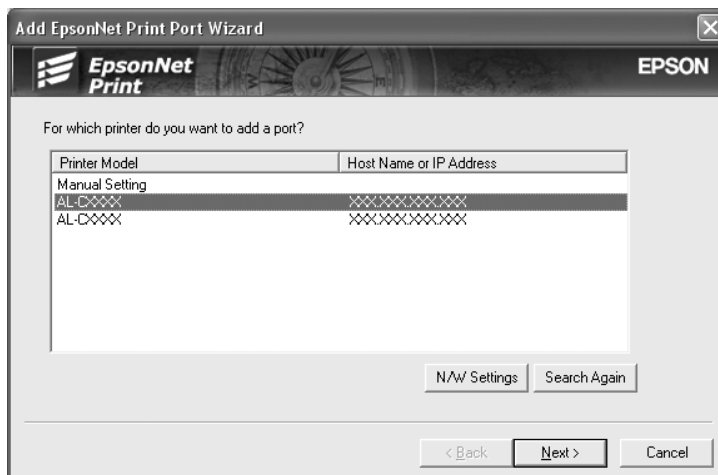 Add EpsonNet Print Port Wizard
EpsonNet
Print
EPSON
For which printer do you want to add a port?
Printer Model Host Name or IP Address
Manual Setting
AL-CXXXX XXX.XXX.XXX.XXX
AL-CXXXX XXX.XXX.XXX.XXX
N/W Settings Search Again
< Back Next > Cancel